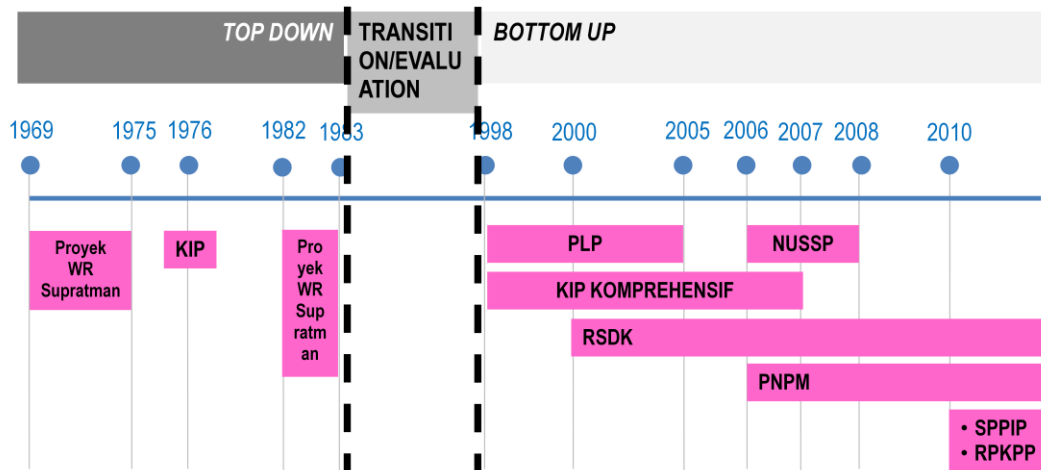 TOP DOWN
TRANSITI
ON/EVALU
ATION
BOTTOM UP
1969
1975
1976
1982
1983
1998
2000
2005
2006
2007
2008
2010
Proyek
WR
Supratman
KIP
Pro
yek
WR
Sup
ratm
an
PLP
NUSSP
KIP KOMPREHENSIF
RSDK
PNPM
• SPPIP
• RPKPP